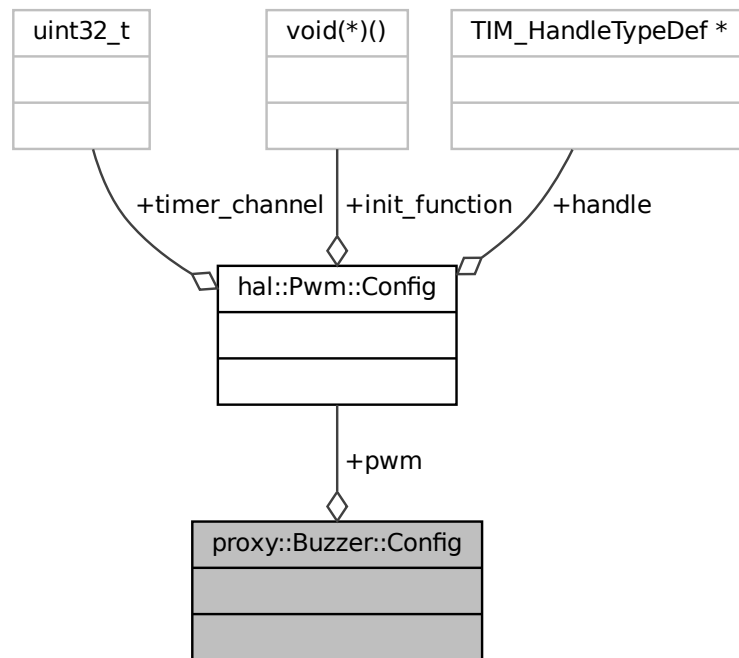 uint32_t
void(*)()
TIM_HandleTypeDef *
+timer_channel
+init_function
+handle
hal::Pwm::Config
+pwm
proxy::Buzzer::Config